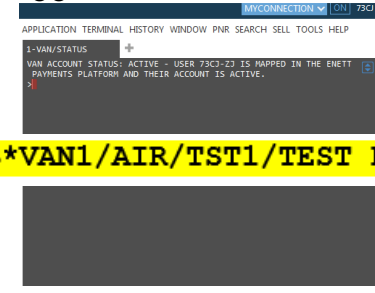 MYCONNECTION ON 73CJ
APPLICATION TERMINAL HISTORY WINDOW PNR SEARCH SELL TOOLS HELP
1-VAN/STATUS
VAN ACCOUNT STATUS: ACTIVE - USER 73CJ-ZJ IS MAPPED IN THE ENETT
PAYMENTS PLATFORM AND THEIR ACCOUNT IS ACTIVE.
>
*VAN1/AIR/TST1/TEST